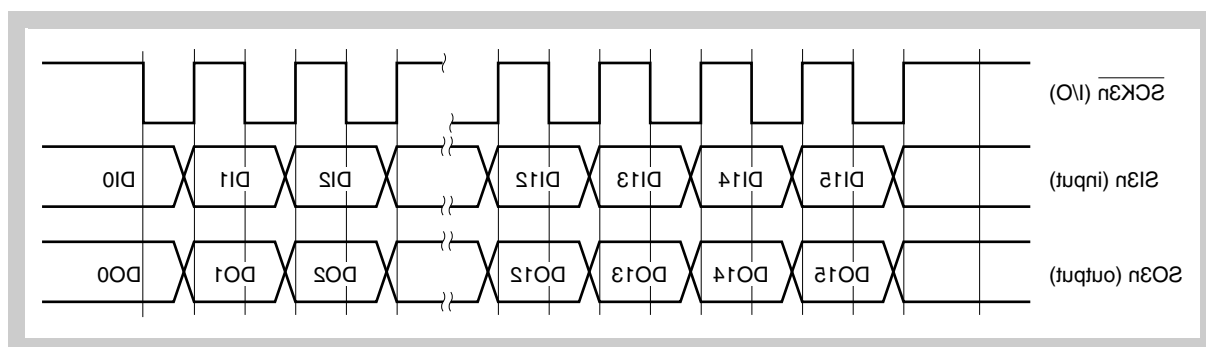 SCK3n (I/O)
SI3n (input) DI15 DI14 DI13 DI12 DI2 DI1 DI0
SO3n (output) DO15 DO14 DO13 DO12 DO2 DO1 DO0